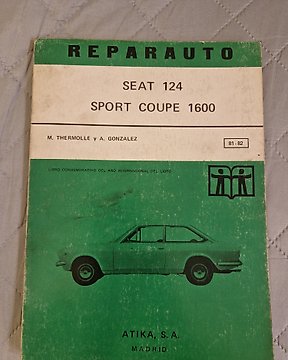 REPARAUTO
SEAT 124
SPORT COUPE 1600
M. THERMOLLE y A. GONZALEZ
81-82
LIBRO CONMEMORATIVO DEL AÑO INTERNACIONAL DEL LIBRO
ATIKA, S.A.
MADRID